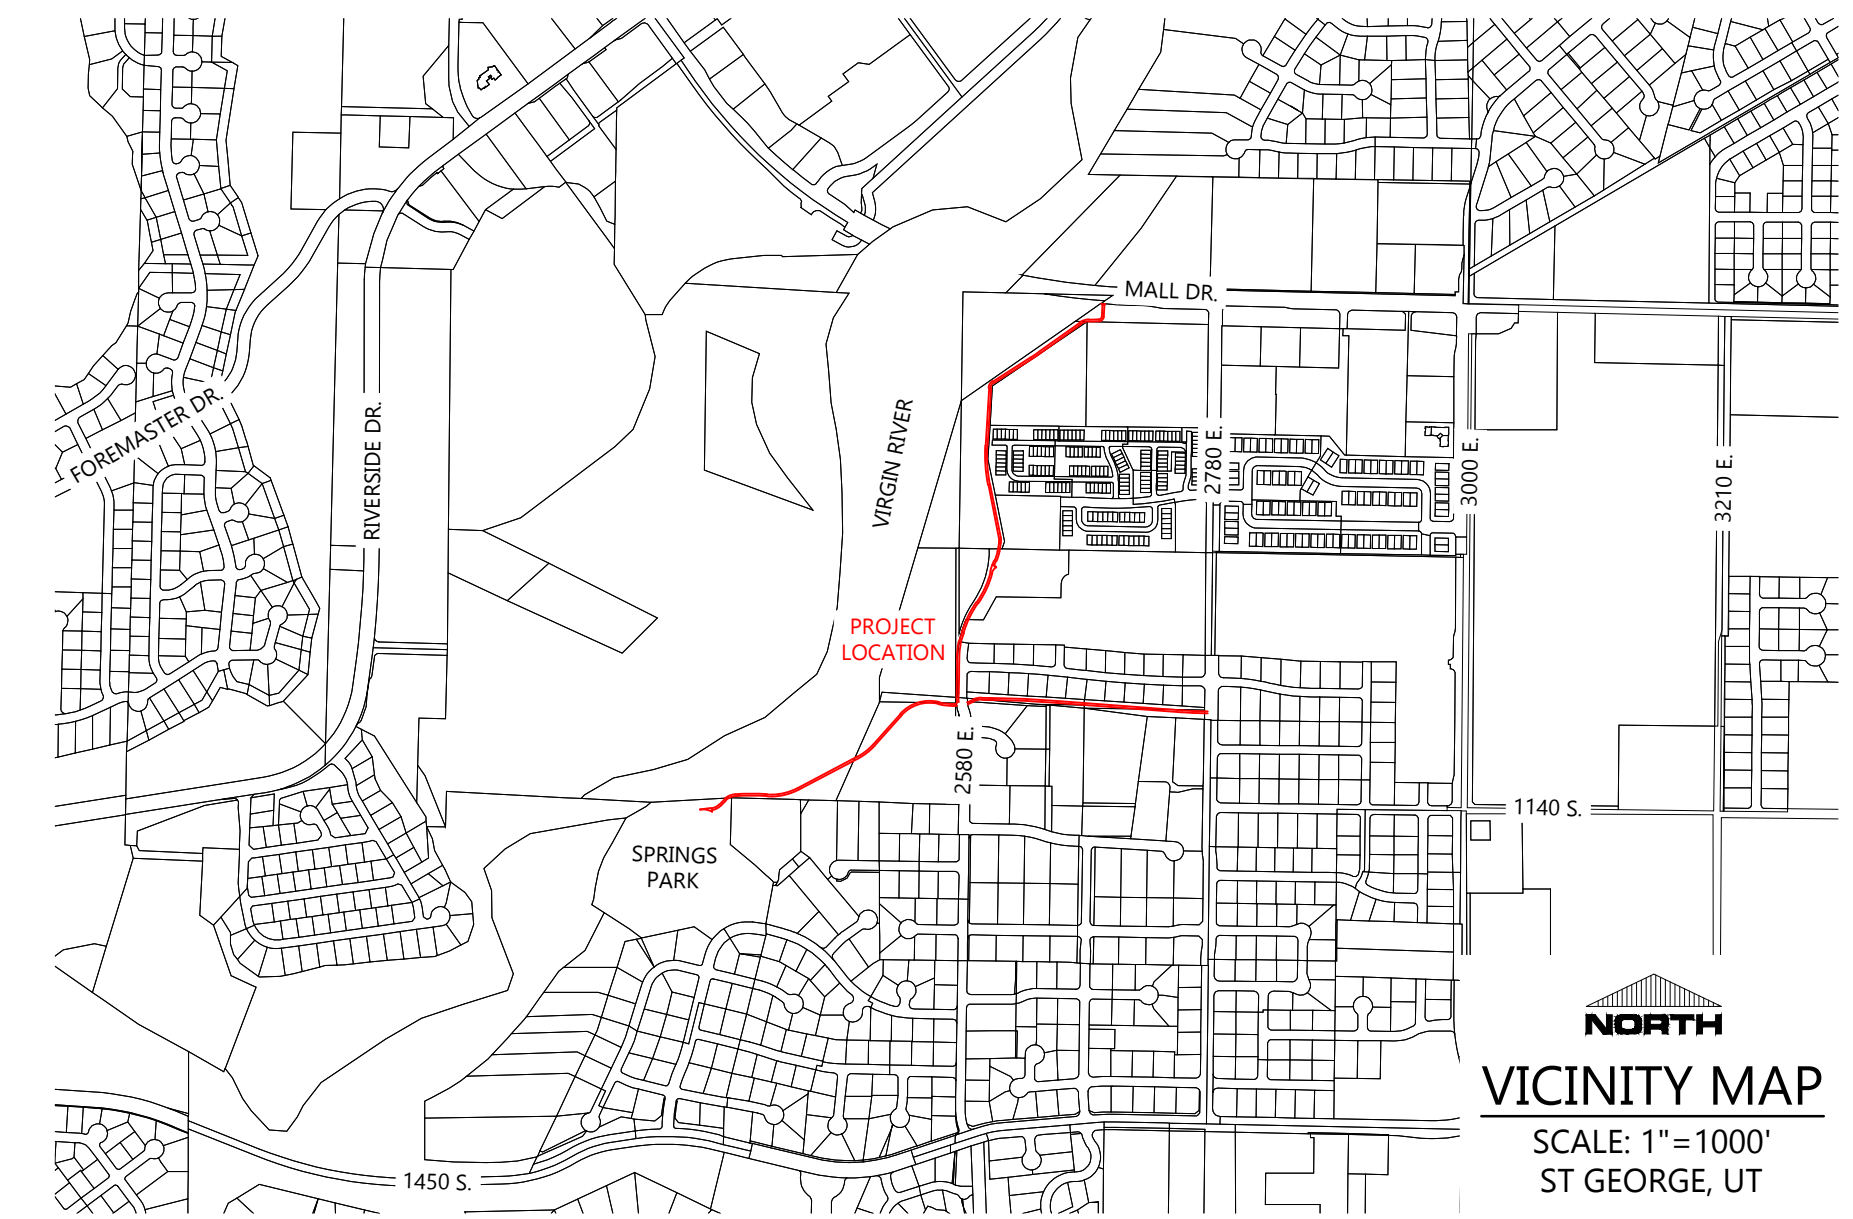 MALL DR.
FOREMASTER DR.
RIVERSIDE DR.
VIRGIN RIVER
2780 E.
3000 E.
3210 E.
PROJECT
LOCATION
2580 E.
1140 S.
SPRINGS
PARK
NORTH
VICINITY MAP
SCALE: 1"=1000'
ST GEORGE, UT
1450 S.